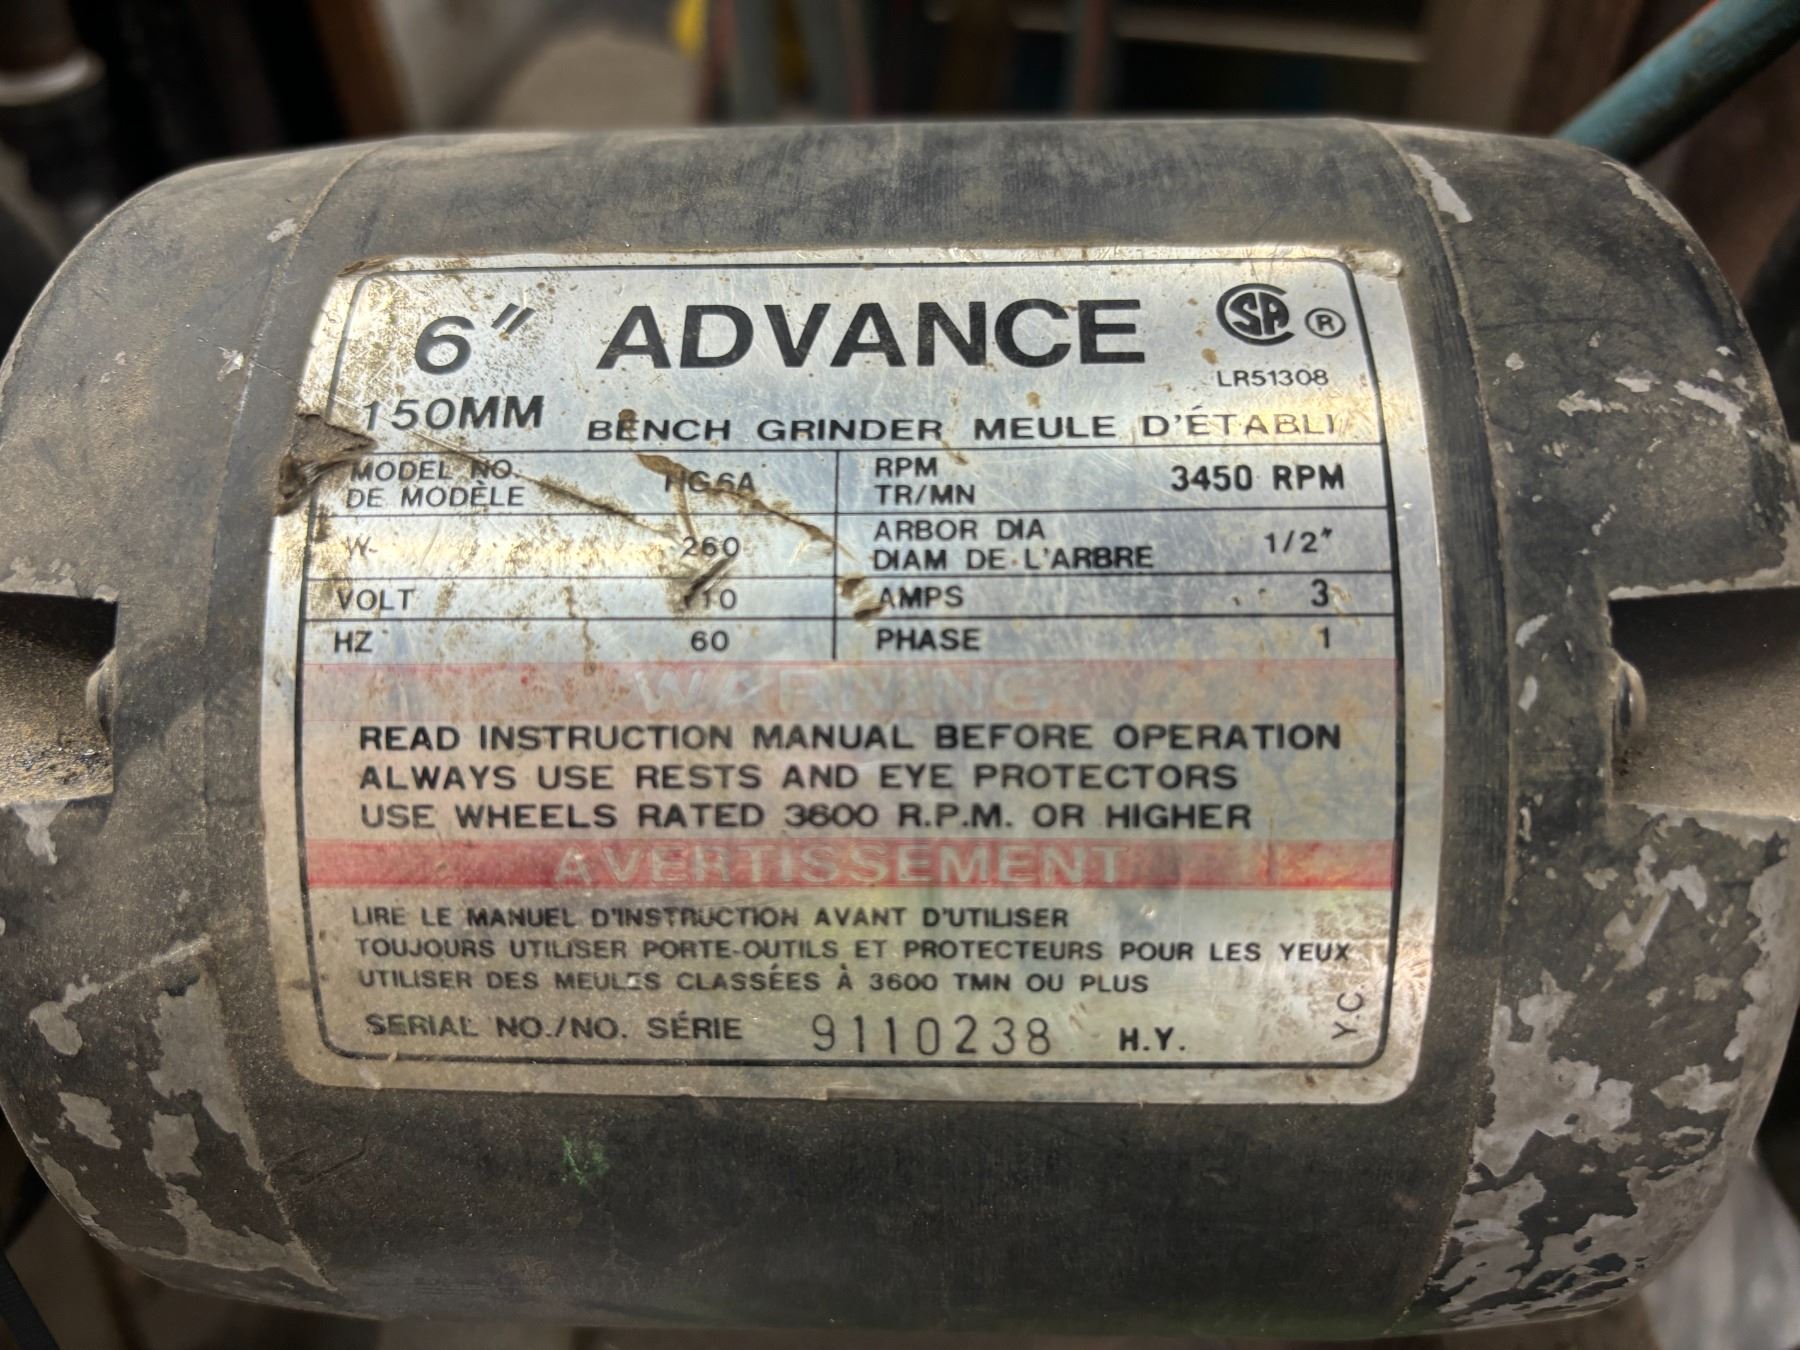 6" ADVANCE CSA ®
LR51308
150MM BENCH GRINDER MEULE D'ÉTABLI
MODEL NO.
DE MODÈLE
RPM
TR/MN 3450 RPM
W- 260
ARBOR DIA
DIAM DE L'ARBRE 1/2"
VOLT AMPS 3
HZ 60 PHASE 1
WARNING
READ INSTRUCTION MANUAL BEFORE OPERATION
ALWAYS USE RESTS AND EYE PROTECTORS
USE WHEELS RATED 3600 R.P.M. OR HIGHER
AVERTISSEMENT
LIRE LE MANUEL D'INSTRUCTION AVANT D'UTILISER
TOUJOURS UTILISER PORTE-OUTILS ET PROTECTEURS POUR LES YEUX
UTILISER DES MEULES CLASSÉES À 3600 TMN OU PLUS
SERIAL NO./NO. SÉRIE 9110238 H.Y.
Y.C.